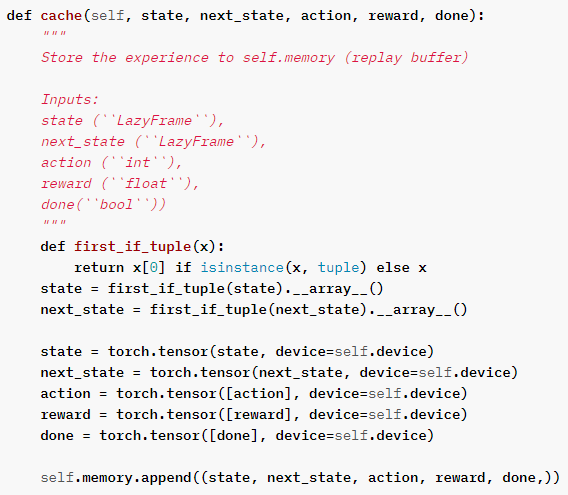 def cache(self, state, next_state, action, reward, done):
    """
    Store the experience to self.memory (replay buffer)

    Inputs:
    state (``LazyFrame``),
    next_state (``LazyFrame``),
    action (``int``),
    reward (``float``),
    done(``bool``))
    """
    def first_if_tuple(x):
        return x[0] if isinstance(x, tuple) else x
    state = first_if_tuple(state).__array__()
    next_state = first_if_tuple(next_state).__array__()

    state = torch.tensor(state, device=self.device)
    next_state = torch.tensor(next_state, device=self.device)
    action = torch.tensor([action], device=self.device)
    reward = torch.tensor([reward], device=self.device)
    done = torch.tensor([done], device=self.device)

    self.memory.append((state, next_state, action, reward, done,))